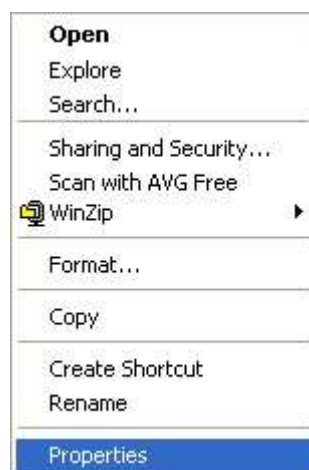 Open
Explore
Search...
Sharing and Security...
Scan with AVG Free
WinZip
Format...
Copy
Create Shortcut
Rename
Properties